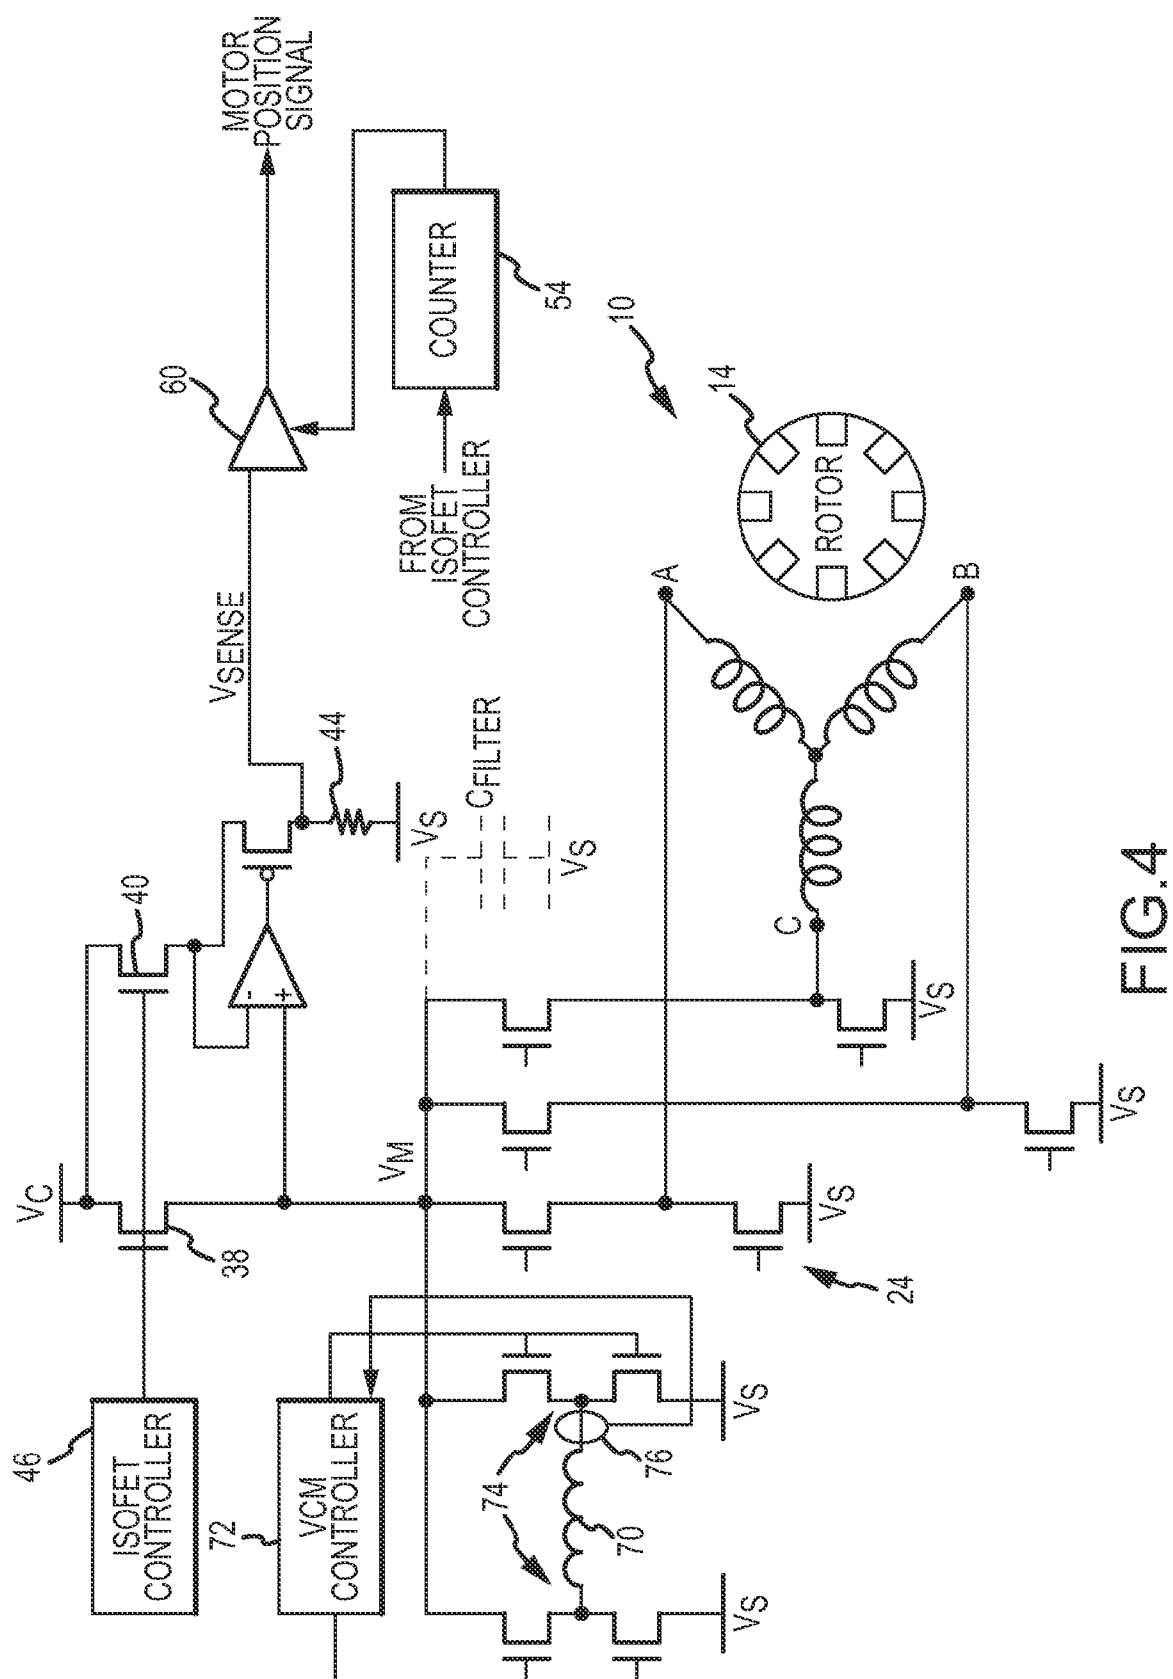 46
ISOFET
CONTROLLER
72
VCM
CONTROLLER
74
70
76
VS
VS
VC
38
40
-
+
VM
24
VS
VS
VS
44
VS
VSENSE
CFILTER
VS
60
MOTOR
POSITION
SIGNAL
COUNTER
54
FROM
ISOFET
CONTROLLER
10
14
ROTOR
A
B
C
FIG.4